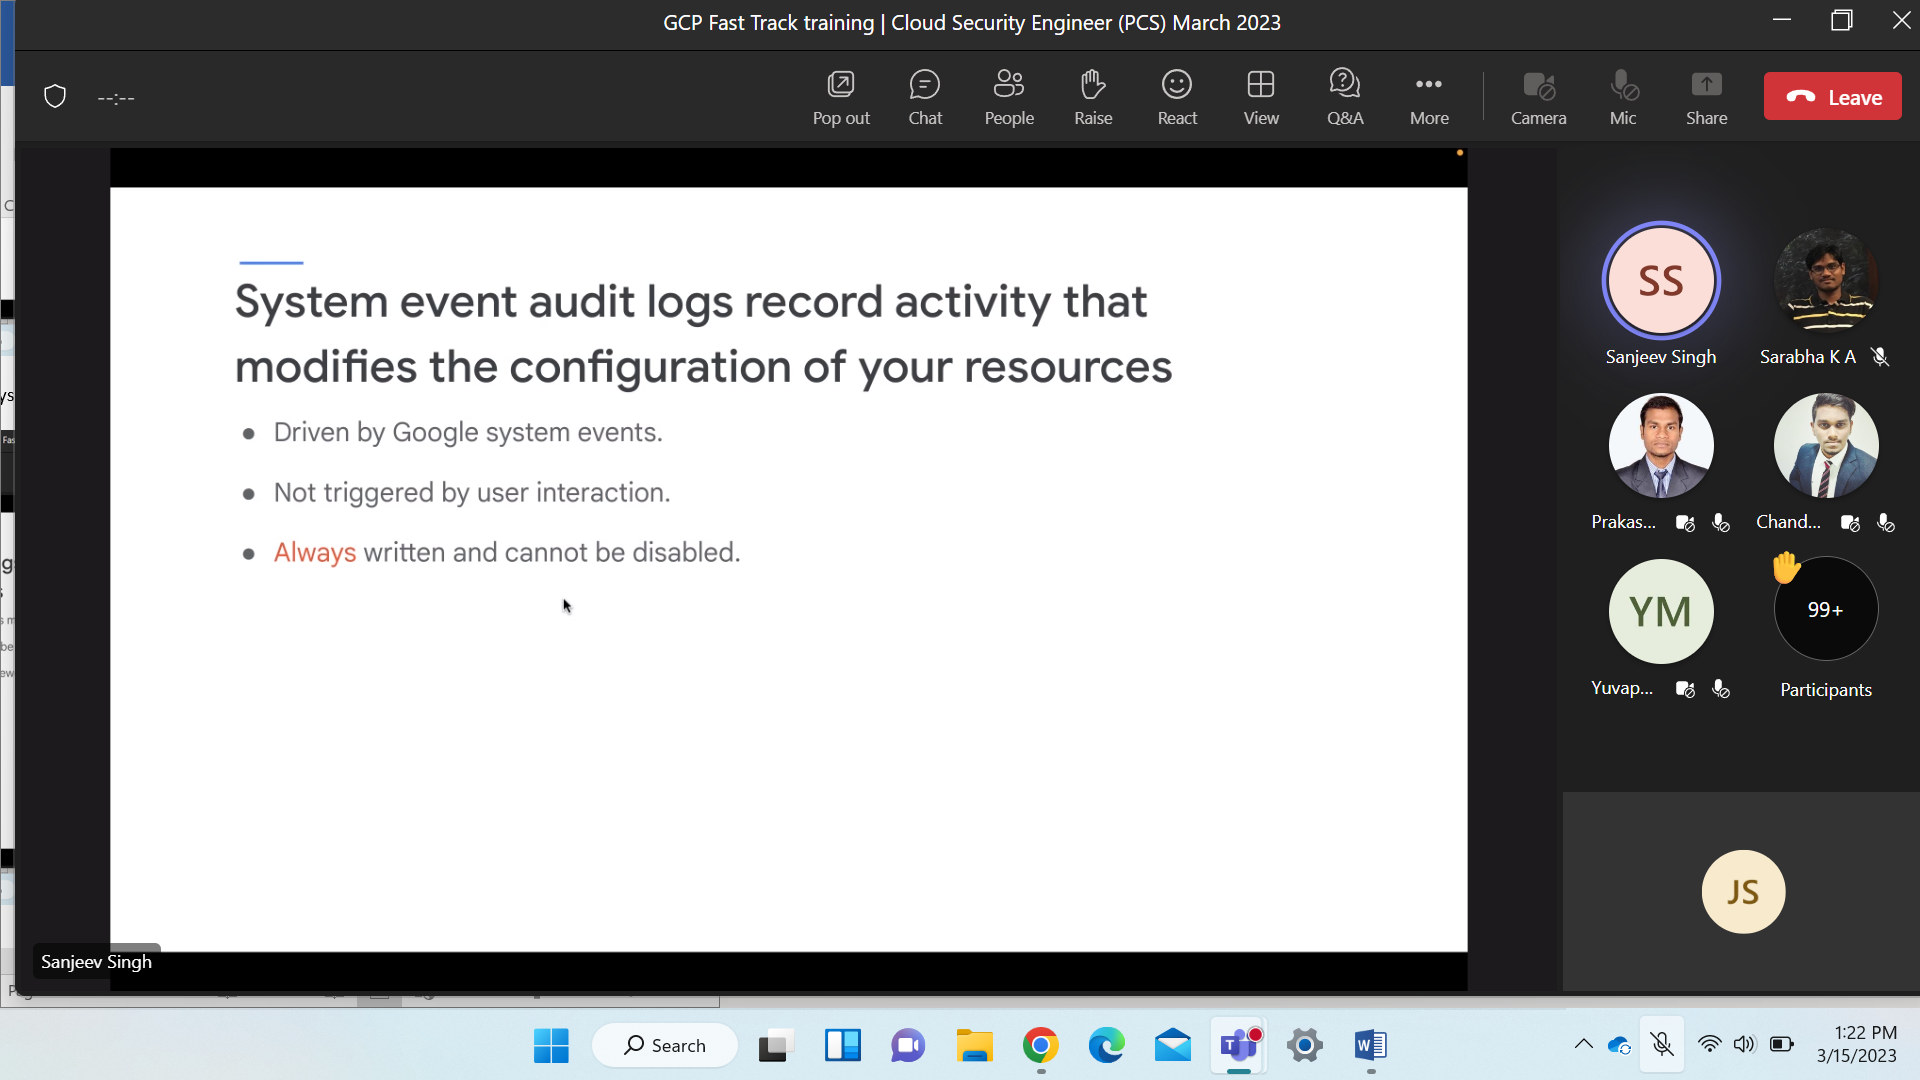 GCP Fast Track training | Cloud Security Engineer (PCS) March 2023
--:--
Pop out
Chat
People
Raise
React
View
Q&A
More
Camera
Mic
Share
Leave
System event audit logs record activity that
modifies the configuration of your resources
● Driven by Google system events.
● Not triggered by user interaction.
● Always written and cannot be disabled.
Sanjeev Singh
SS
Sanjeev Singh
Sarabha K A
Prakas...
Chand...
YM
Yuvap...
99+
Participants
JS
Search
1:22 PM
3/15/2023